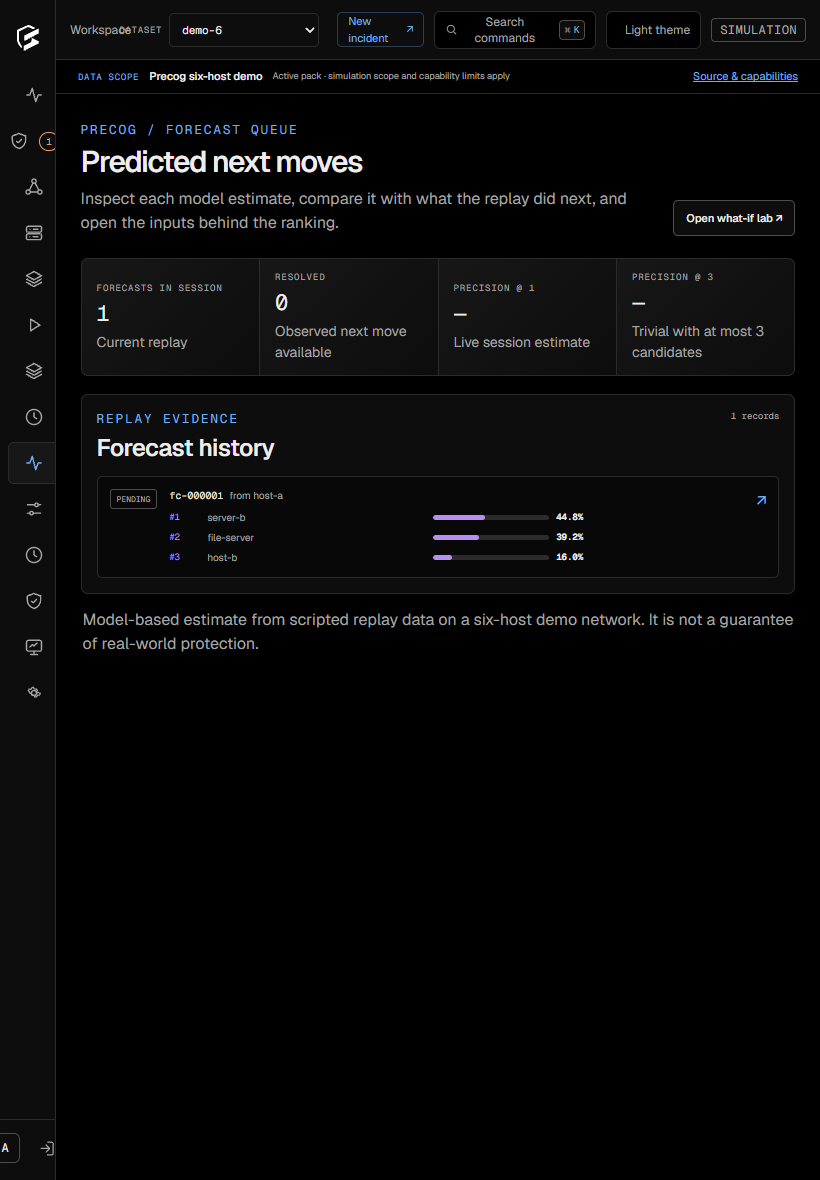 Workspace
DATASET
demo-6
New incident
Search commands
⌘ K
Light theme
SIMULATION
DATA SCOPE Precog six-host demo Active pack · simulation scope and capability limits apply
Source & capabilities
1
PRECOG / FORECAST QUEUE
Predicted next moves
Inspect each model estimate, compare it with what the replay did next, and
open the inputs behind the ranking.
Open what-if lab ↗
FORECASTS IN SESSION
1
Current replay
RESOLVED
0
Observed next move
available
PRECISION @ 1
—
Live session estimate
PRECISION @ 3
—
Trivial with at most 3
candidates
REPLAY EVIDENCE
1 records
Forecast history
PENDING
fc-000001 from host-a
#1 server-b 44.8%
#2 file-server 39.2%
#3 host-b 16.0%
Model-based estimate from scripted replay data on a six-host demo network. It is not a guarantee
of real-world protection.
A